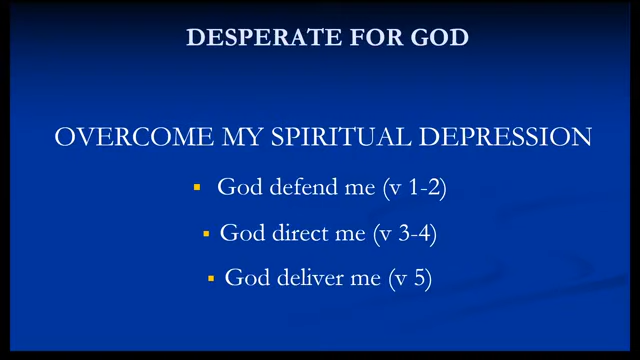 DESPERATE FOR GOD
OVERCOME MY SPIRITUAL DEPRESSION
▪ God defend me (v 1-2)
▪ God direct me (v 3-4)
▪ God deliver me (v 5)